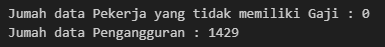 Jumah data Pekerja yang tidak memiliki Gaji : 0
Jumah data Pengangguran : 1429